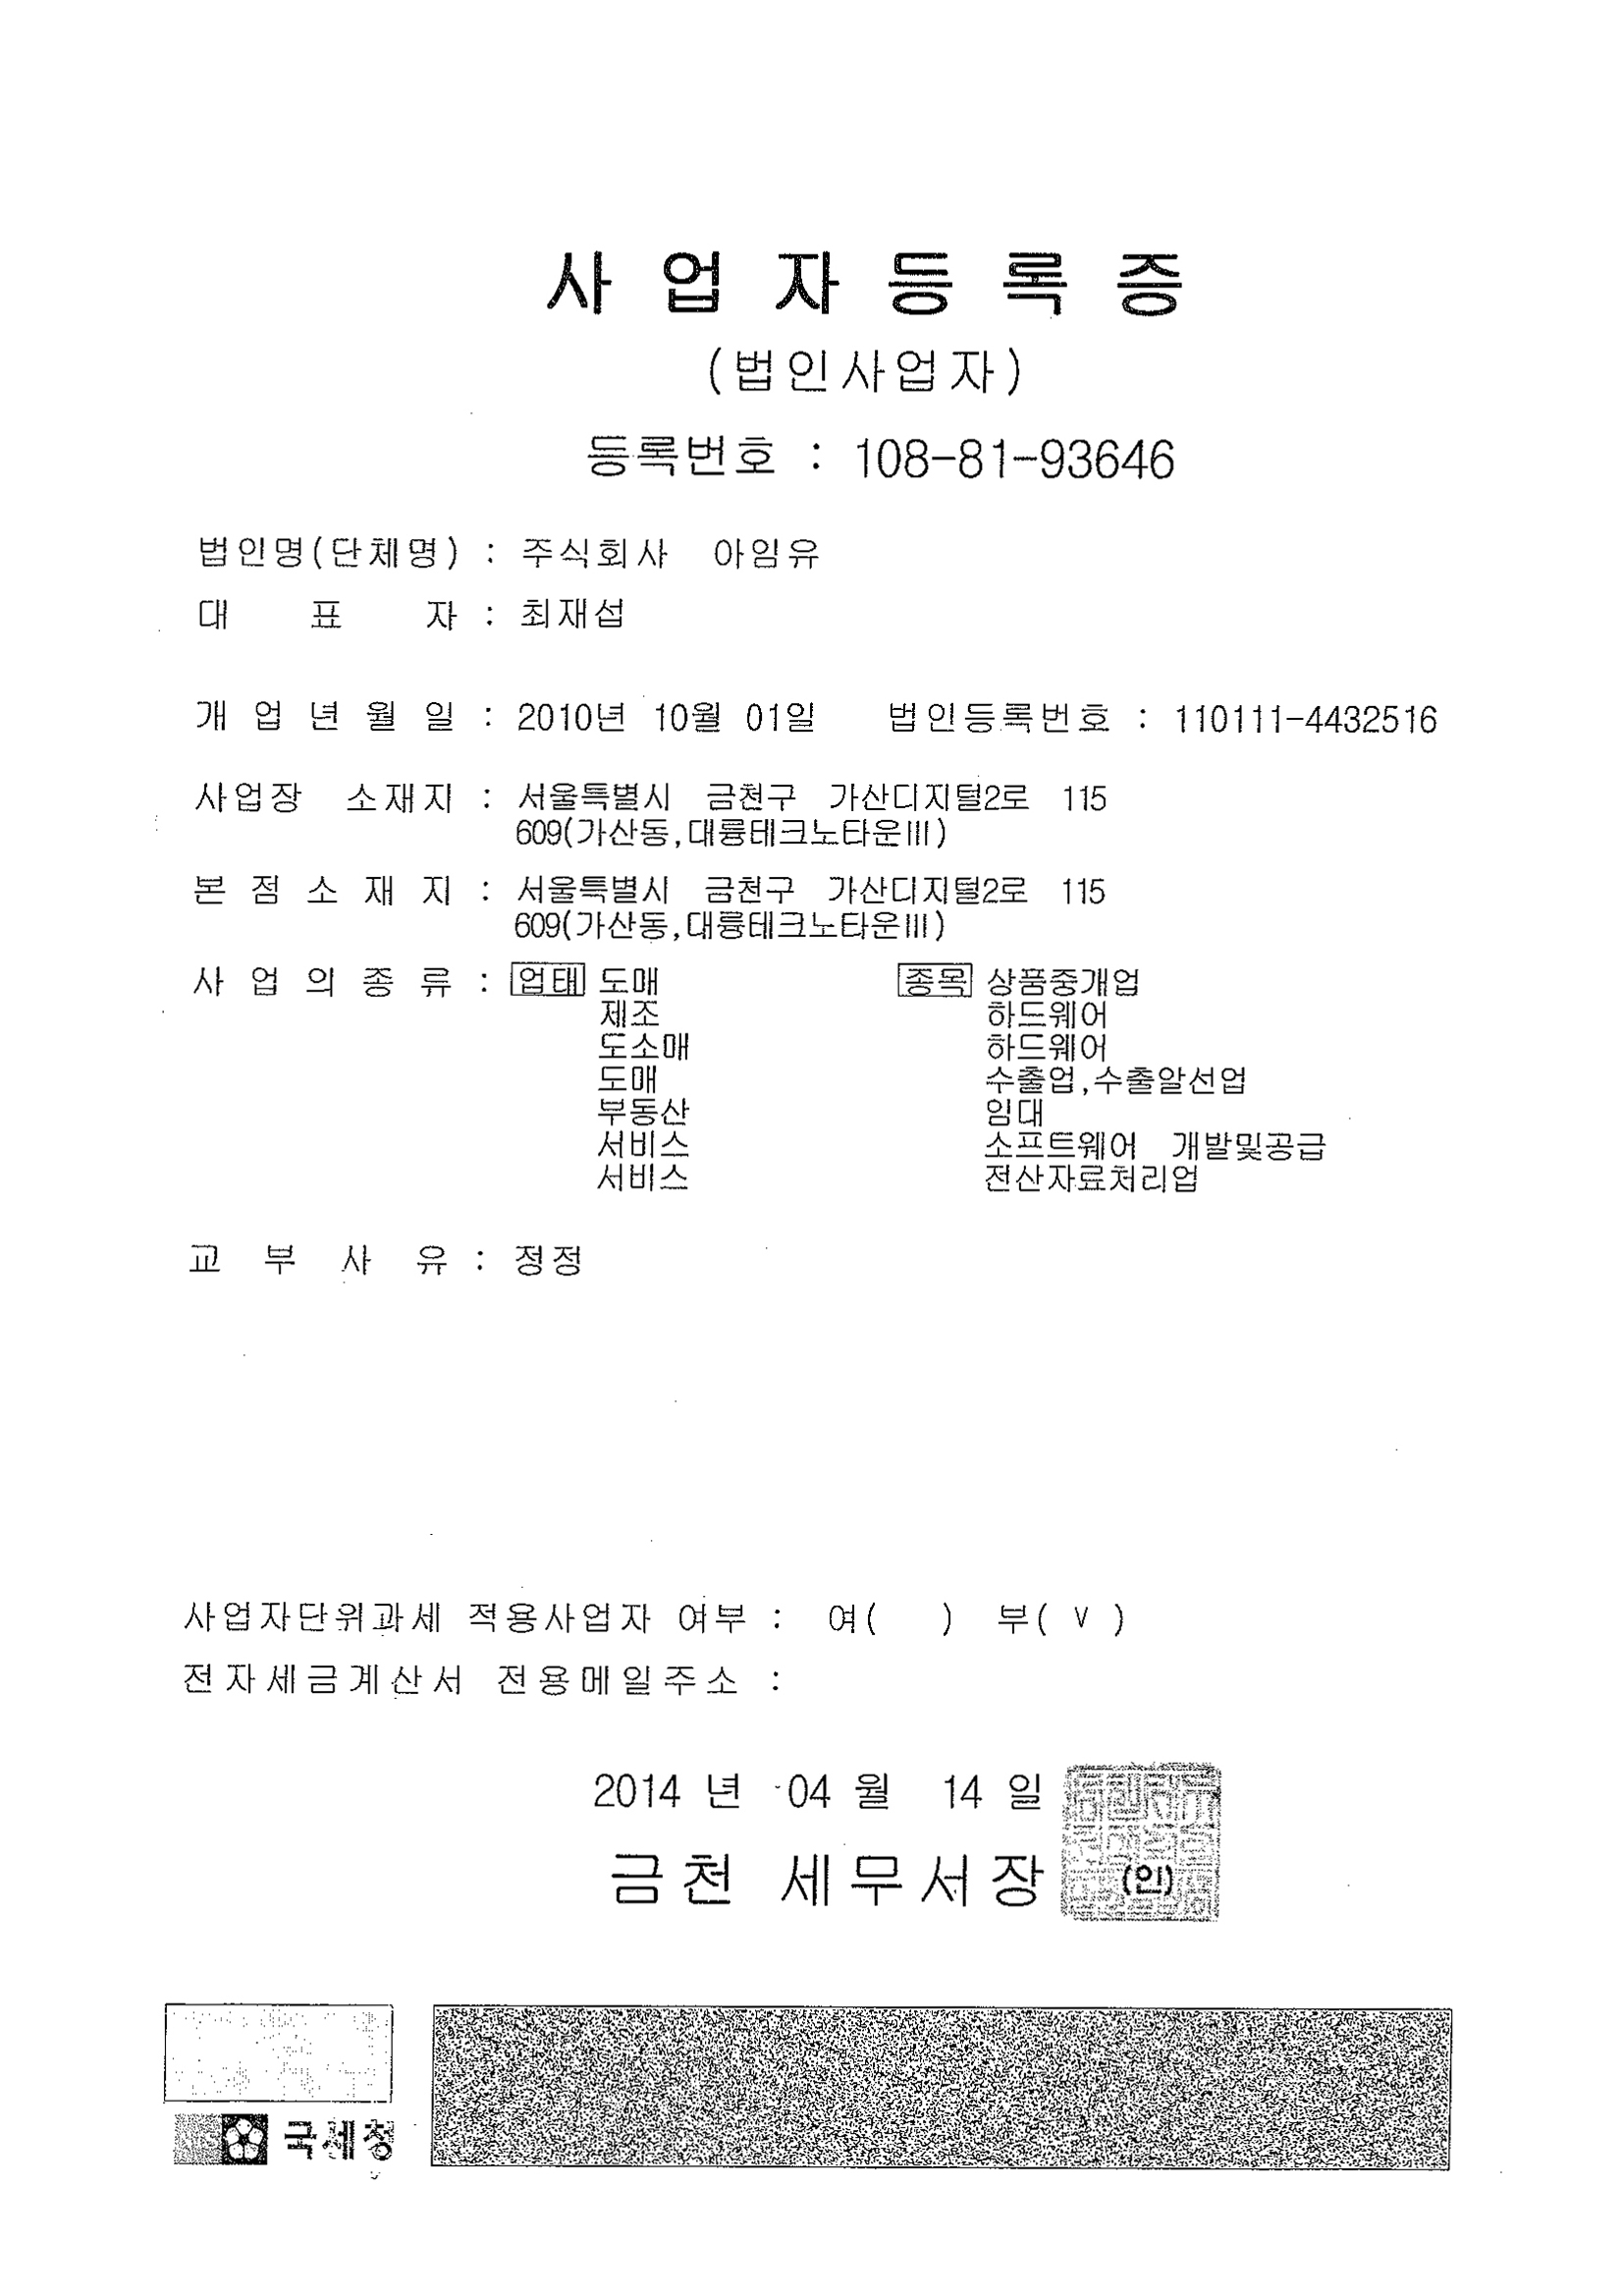 사업자등록증
(법인사업자)
등록번호 : 108-81-93646
법인명(단체명) : 주식회사 아임유
대 표 자 : 최재섭
개 업 년 월 일 : 2010년 10월 01일 법인등록번호 : 110111-4432516
사업장 소재지 : 서울특별시 금천구 가산디지털2로 115
609(가산동,대륭테크노타운III)
본 점 소 재 지 : 서울특별시 금천구 가산디지털2로 115
609(가산동,대륭테크노타운III)
사 업 의 종 류 : 업태 도매 종목 상품중개업
제조 하드웨어
도소매 하드웨어
도매 수출업,수출알선업
부동산 임대
서비스 소프트웨어 개발및공급
서비스 전산자료처리업
교 부 사 유 : 정정
사업자단위과세 적용사업자 여부 : 여( ) 부( v )
전자세금계산서 전용메일주소 :
2014 년 04 월 14 일
금천 세무서장 (인)
국세청